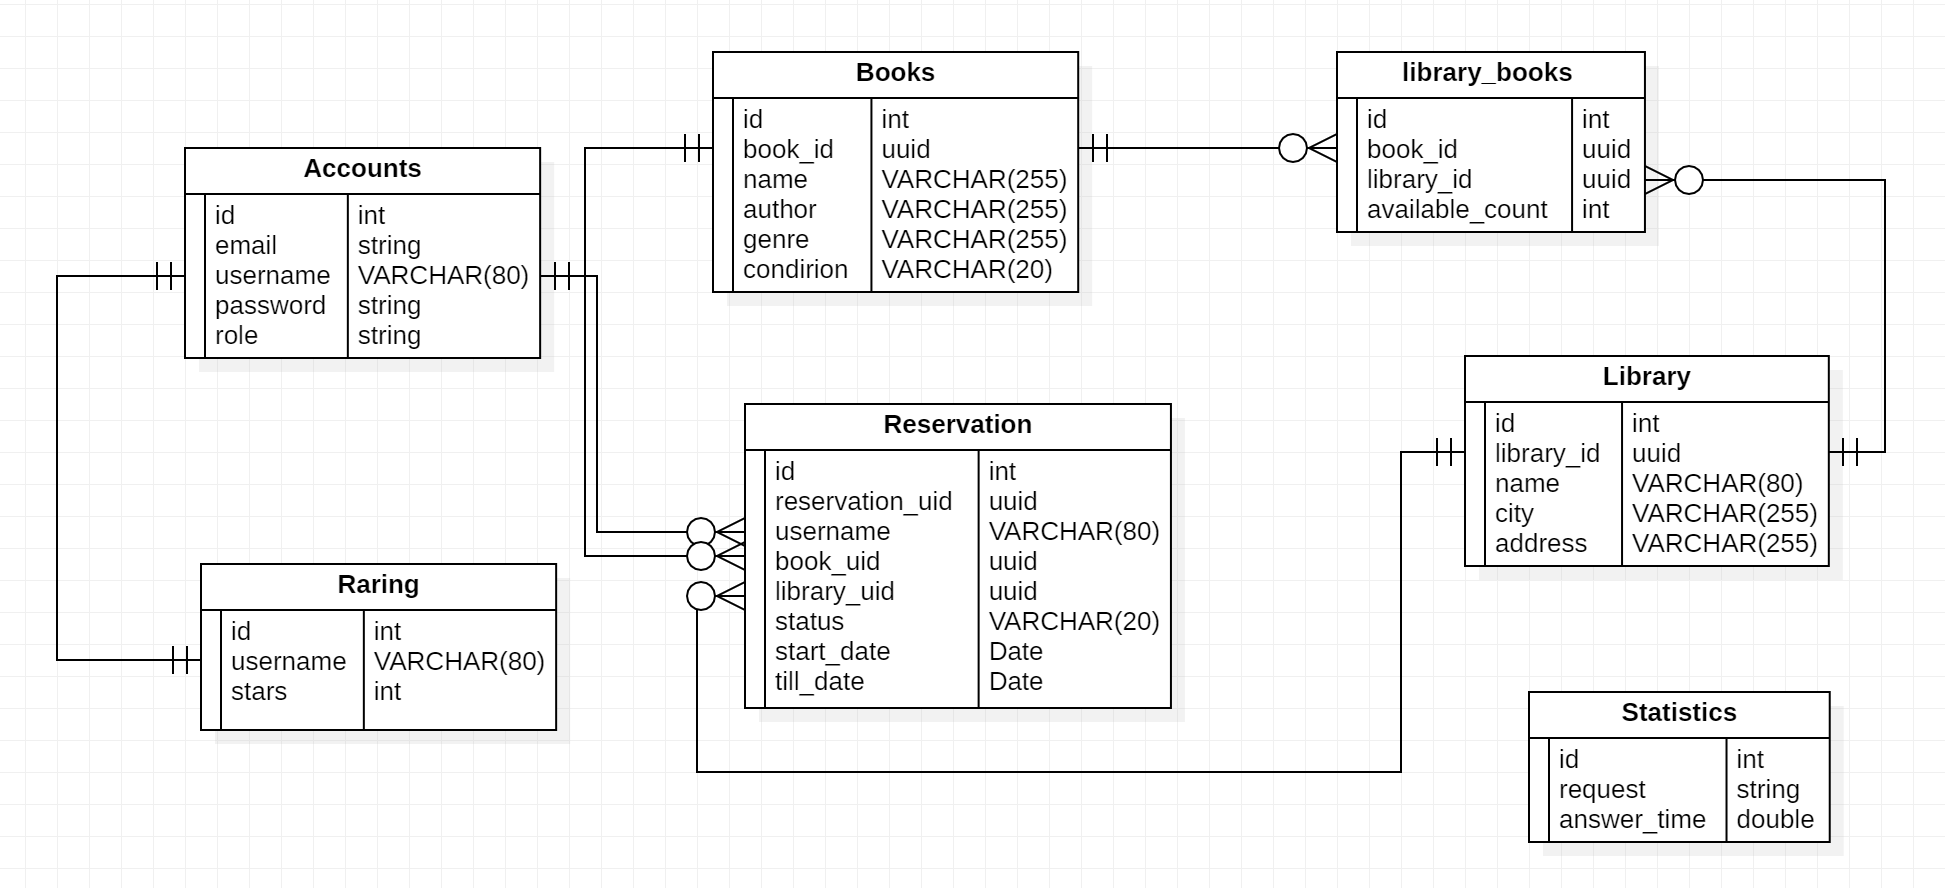 Books
id int
book_id uuid
name VARCHAR(255)
author VARCHAR(255)
genre VARCHAR(255)
condirion VARCHAR(20)
library_books
id int
book_id uuid
library_id uuid
available_count int
Accounts
id int
email string
username VARCHAR(80)
password string
role string
Library
id int
library_id uuid
name VARCHAR(80)
city VARCHAR(255)
address VARCHAR(255)
Reservation
id int
reservation_uid uuid
username VARCHAR(80)
book_uid uuid
library_uid uuid
status VARCHAR(20)
start_date Date
till_date Date
Raring
id int
username VARCHAR(80)
stars int
Statistics
id int
request string
answer_time double